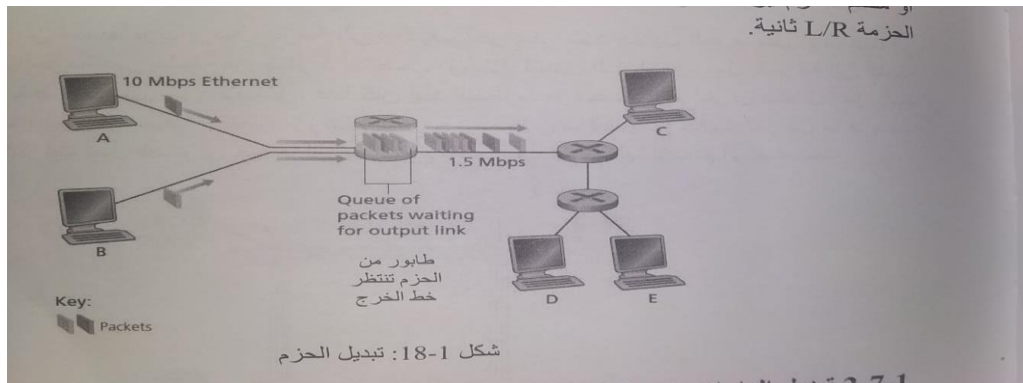 الحزمة L/R ثانية.
10 Mbps Ethernet
A
C
1.5 Mbps
Queue of
packets waiting
for output link
B
طابور من
الحزم تنتظر
خط الخرج
D
E
Key:
Packets
شكل 1-18: تبديل الحزم